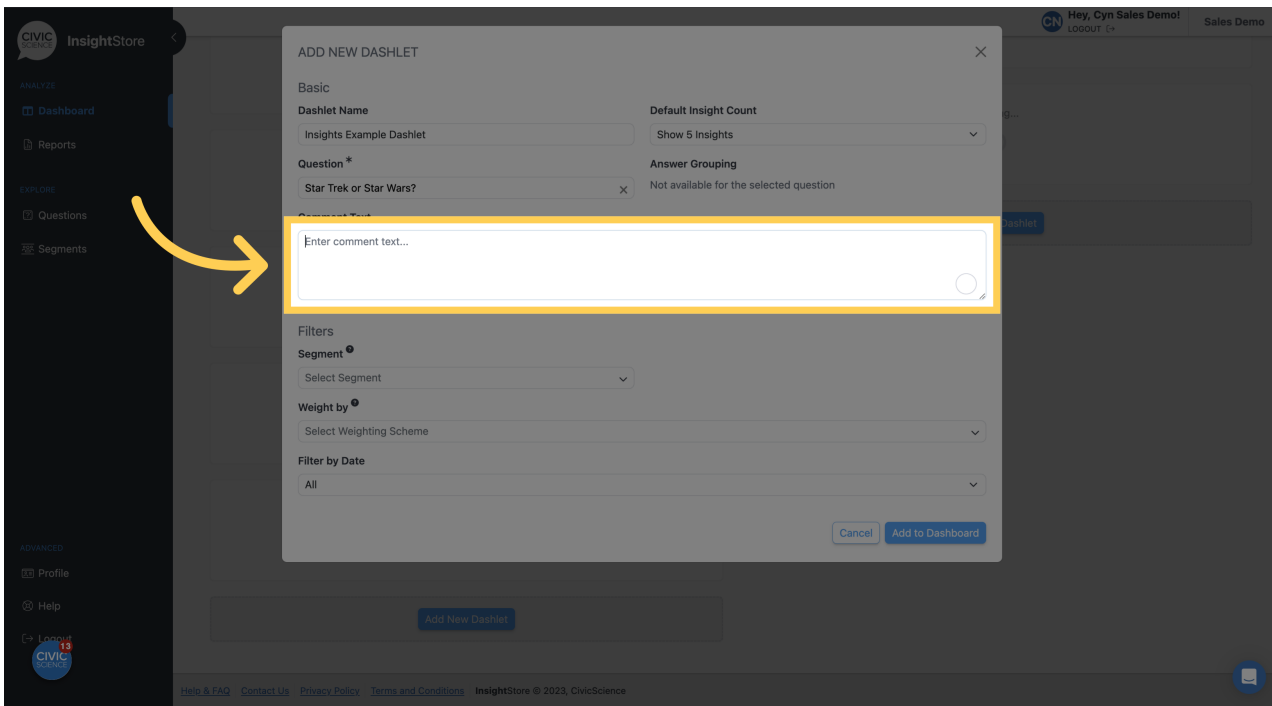 CIVIC
SCIENCE
InsightStore
CN
Hey, Cyn Sales Demo!
LOGOUT
Sales Demo
ANALYZE
Dashboard
Reports
EXPLORE
Questions
Segments
ADD NEW DASHLET
Basic
Dashlet Name
Default Insight Count
Insights Example Dashlet
Show 5 Insights
Question *
Answer Grouping
Star Trek or Star Wars?
Not available for the selected question
Comment Text
Enter comment text...
Dashlet
Filters
Segment
Select Segment
Weight by
Select Weighting Scheme
Filter by Date
All
Cancel
Add to Dashboard
ADVANCED
Profile
Help
Logout
13
CIVIC
SCIENCE
Add New Dashlet
Help & FAQ Contact Us Privacy Policy Terms and Conditions InsightStore © 2023, CivicScience